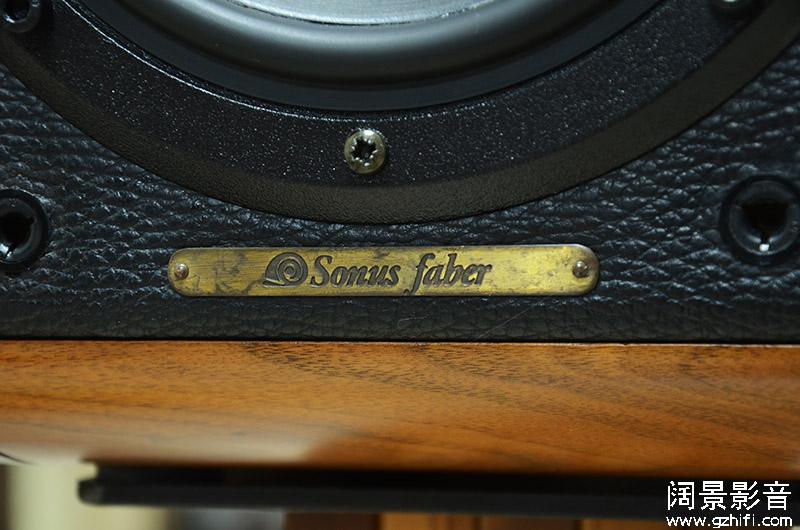 Sonus faber
阔景影音
www.gzhifi.com